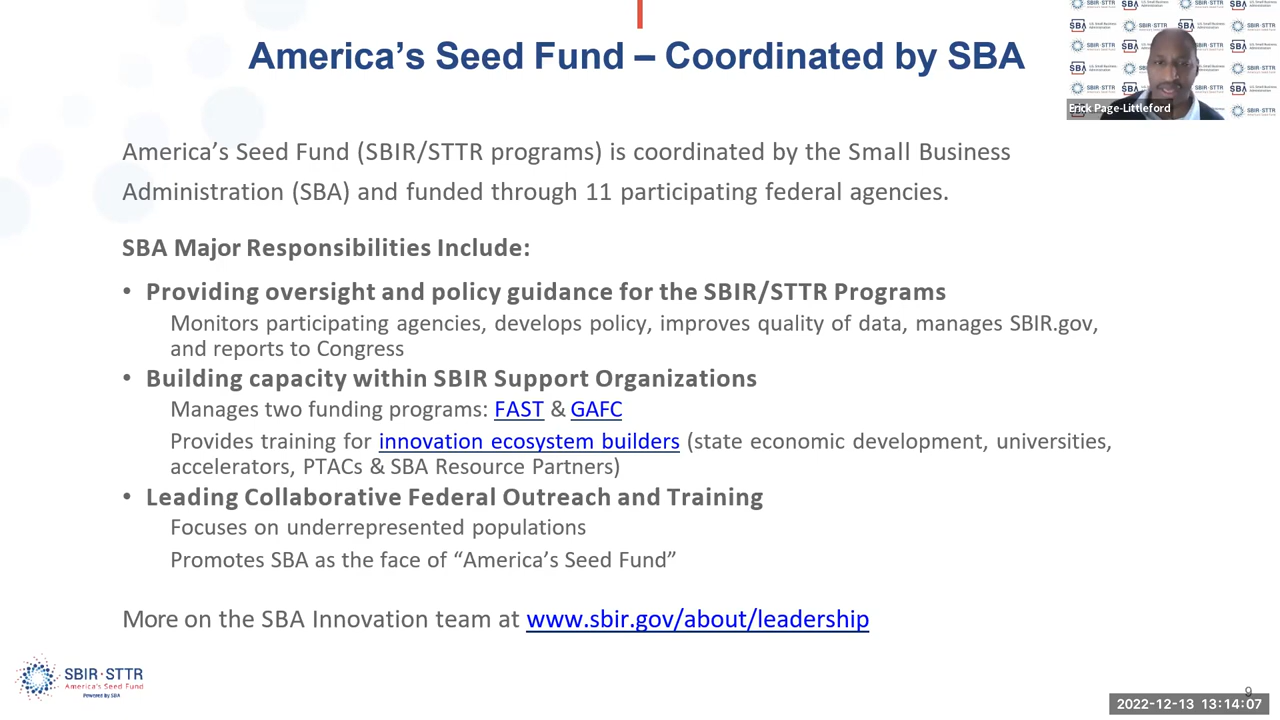 America's Seed Fund – Coordinated by SBA
Erick Page-Littleford
America's Seed Fund (SBIR/STTR programs) is coordinated by the Small Business
Administration (SBA) and funded through 11 participating federal agencies.
SBA Major Responsibilities Include:
• Providing oversight and policy guidance for the SBIR/STTR Programs
Monitors participating agencies, develops policy, improves quality of data, manages SBIR.gov,
and reports to Congress
• Building capacity within SBIR Support Organizations
Manages two funding programs: FAST & GAFC
Provides training for innovation ecosystem builders (state economic development, universities,
accelerators, PTACs & SBA Resource Partners)
• Leading Collaborative Federal Outreach and Training
Focuses on underrepresented populations
Promotes SBA as the face of “America's Seed Fund”
More on the SBA Innovation team at www.sbir.gov/about/leadership
SBIR·STTR
America's Seed Fund
Powered by SBA
9
2022-12-13 13:14:07